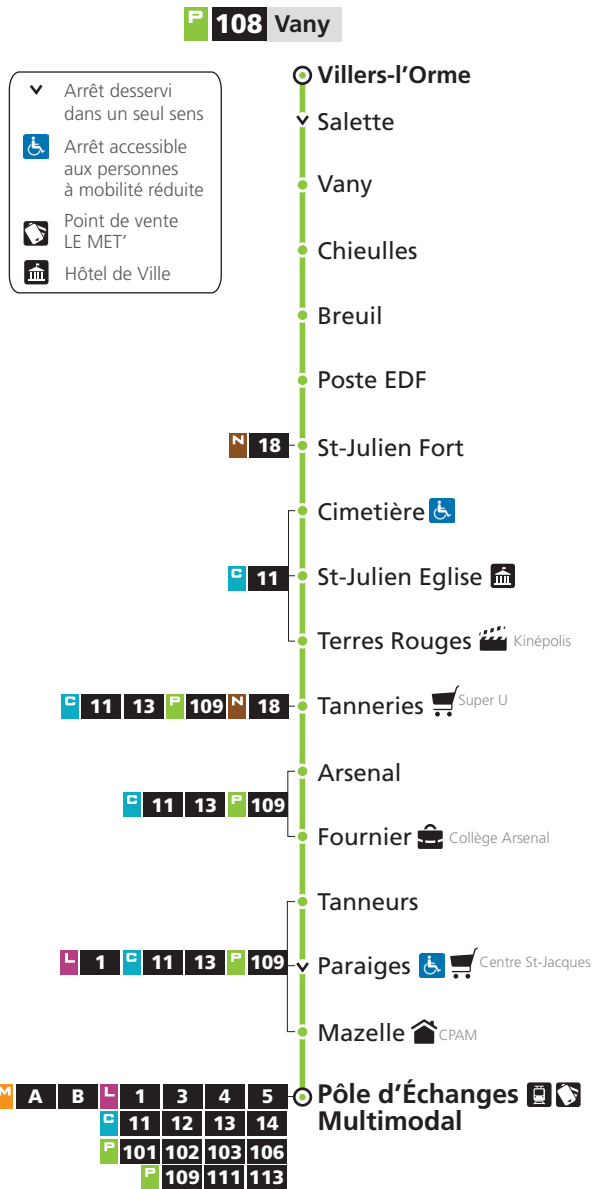 P 108 Vany
Arrêt desservi
dans un seul sens
Arrêt accessible
aux personnes
à mobilité réduite
Point de vente
LE MET’
Hôtel de Ville
Villers-l’Orme
Salette
Vany
Chieulles
Breuil
Poste EDF
N 18 St-Julien Fort
Cimetière
C 11 St-Julien Eglise
Terres Rouges Kinépolis
C 11 13 P 109 N 18 Tanneries Super U
Arsenal
C 11 13 P 109
Fournier Collège Arsenal
Tanneurs
L 1 C 11 13 P 109 Paraiges Centre St-Jacques
Mazelle CPAM
M A B L 1 3 4 5 Pôle d’Échanges
C 11 12 13 14 Multimodal
P 101 102 103 106
P 109 111 113